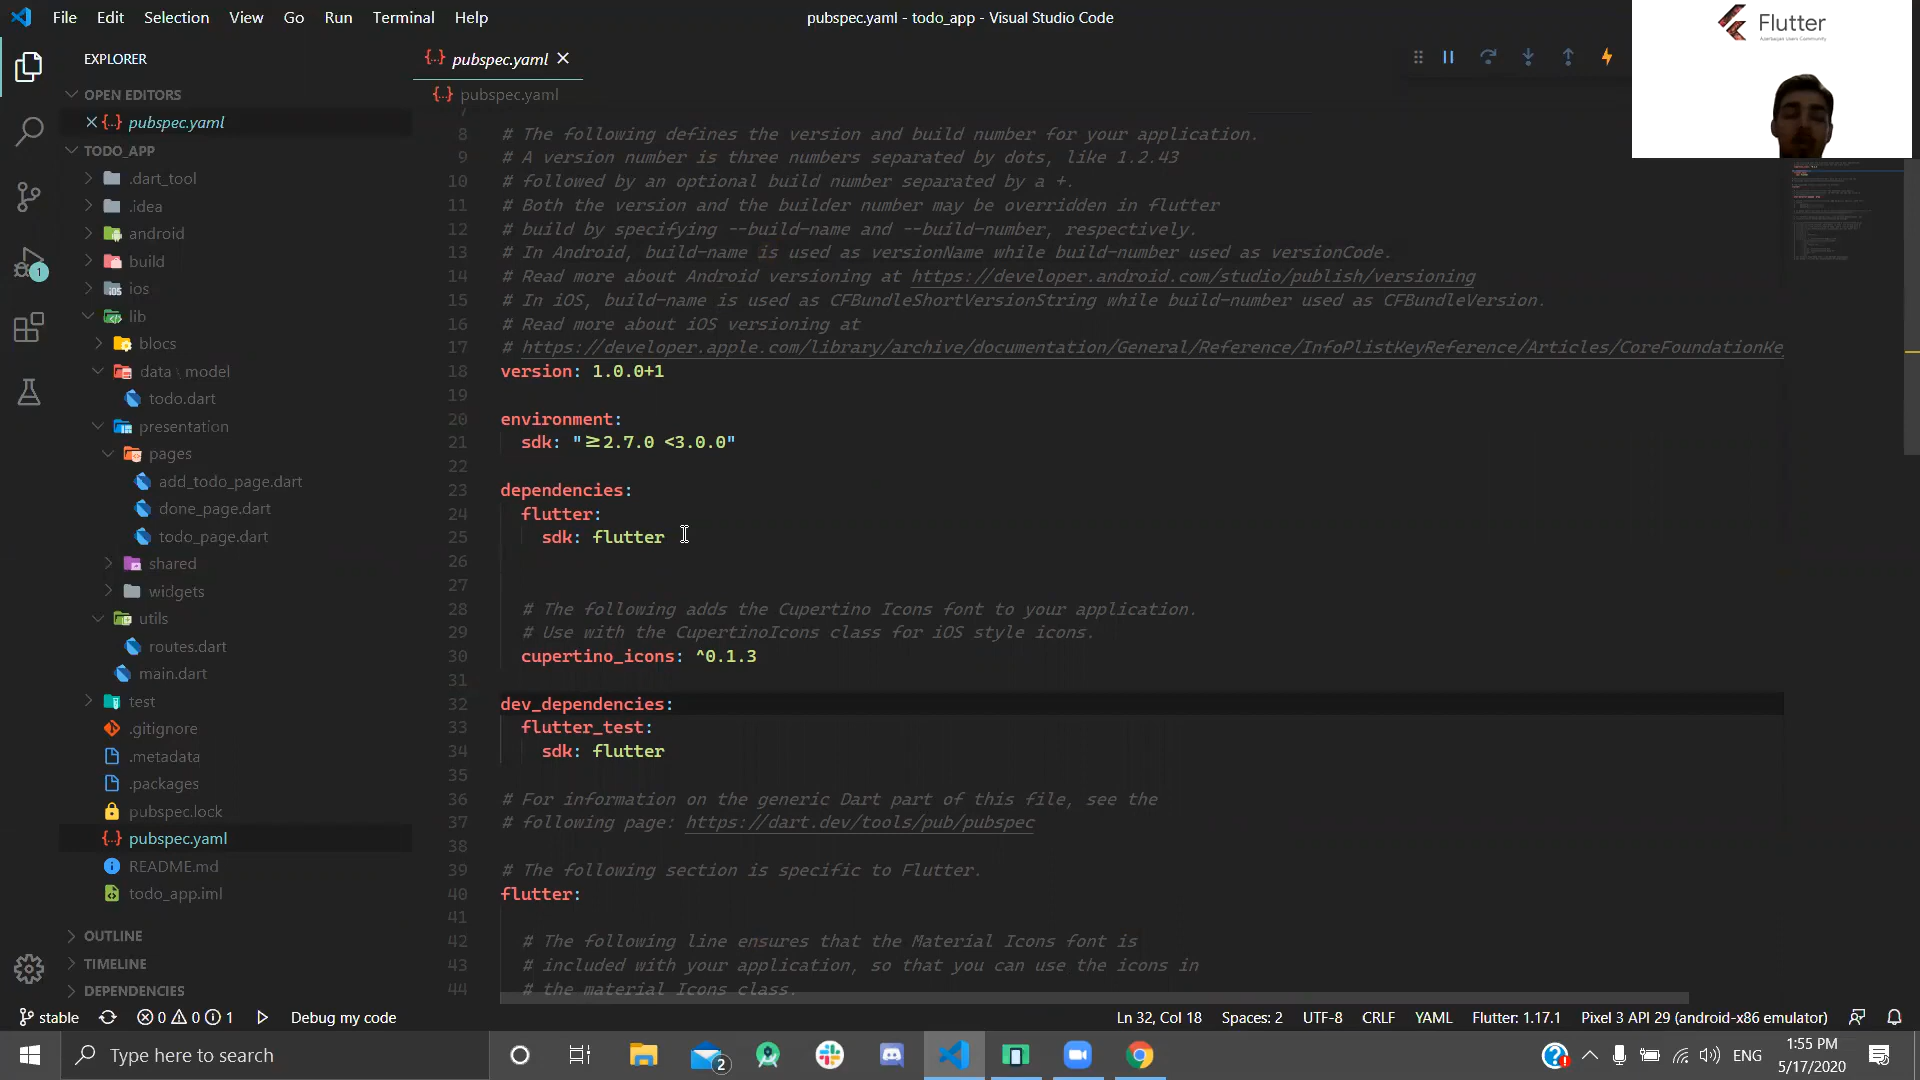 File Edit Selection View Go Run Terminal Help
pubspec.yaml - todo_app - Visual Studio Code
Flutter
EXPLORER
OPEN EDITORS
pubspec.yaml
TODO_APP
.dart_tool
.idea
android
build
ios
lib
blocs
data \ model
todo.dart
presentation
pages
add_todo_page.dart
done_page.dart
todo_page.dart
shared
widgets
utils
routes.dart
main.dart
test
.gitignore
.metadata
.packages
pubspec.lock
pubspec.yaml
README.md
todo_app.iml
OUTLINE
TIMELINE
DEPENDENCIES
1
pubspec.yaml
pubspec.yaml
7
8 # The following defines the version and build number for your application.
9 # A version number is three numbers separated by dots, like 1.2.43
10 # followed by an optional build number separated by a +.
11 # Both the version and the builder number may be overridden in flutter
12 # build by specifying --build-name and --build-number, respectively.
13 # In Android, build-name is used as versionName while build-number used as versionCode.
14 # Read more about Android versioning at https://developer.android.com/studio/publish/versioning
15 # In iOS, build-name is used as CFBundleShortVersionString while build-number used as CFBundleVersion.
16 # Read more about iOS versioning at
17 # https://developer.apple.com/library/archive/documentation/General/Reference/InfoPlistKeyReference/Articles/CoreFoundationKe
18 version: 1.0.0+1
19
20 environment:
21 sdk: "≥2.7.0 <3.0.0"
22
23 dependencies:
24 flutter:
25 sdk: flutter
26
27
28 # The following adds the Cupertino Icons font to your application.
29 # Use with the CupertinoIcons class for iOS style icons.
30 cupertino_icons: ^0.1.3
31
32 dev_dependencies:
33 flutter_test:
34 sdk: flutter
35
36 # For information on the generic Dart part of this file, see the
37 # following page: https://dart.dev/tools/pub/pubspec
38
39 # The following section is specific to Flutter.
40 flutter:
41
42 # The following line ensures that the Material Icons font is
43 # included with your application, so that you can use the icons in
44 # the material Icons class.
stable 0 0 1 Debug my code Ln 32, Col 18 Spaces: 2 UTF-8 CRLF YAML Flutter: 1.17.1 Pixel 3 API 29 (android-x86 emulator)
Type here to search 2 ENG 1:55 PM
5/17/2020